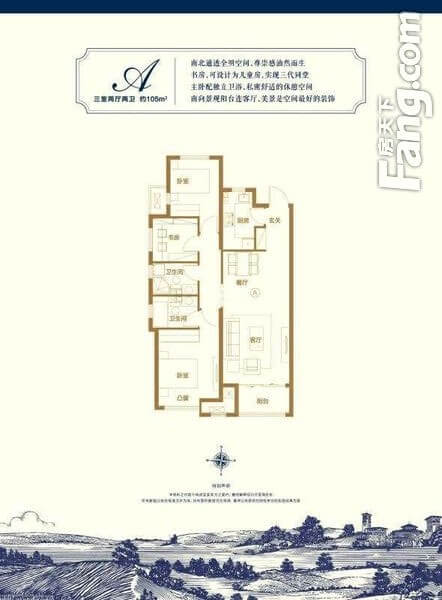 A
三室两厅两卫 约105m²
南北通透全明空间，尊崇感油然而生
书房，可设计为儿童房，实现三代同堂
主卧配独立卫浴，私密舒适的休憩空间
南向景观阳台连客厅，美景是空间最好的装饰
房天下
Fang.com
卧室
厨房
玄关
书房
卫生间
餐厅
A
卫生间
客厅
卧室
凸窗
阳台
特别声明